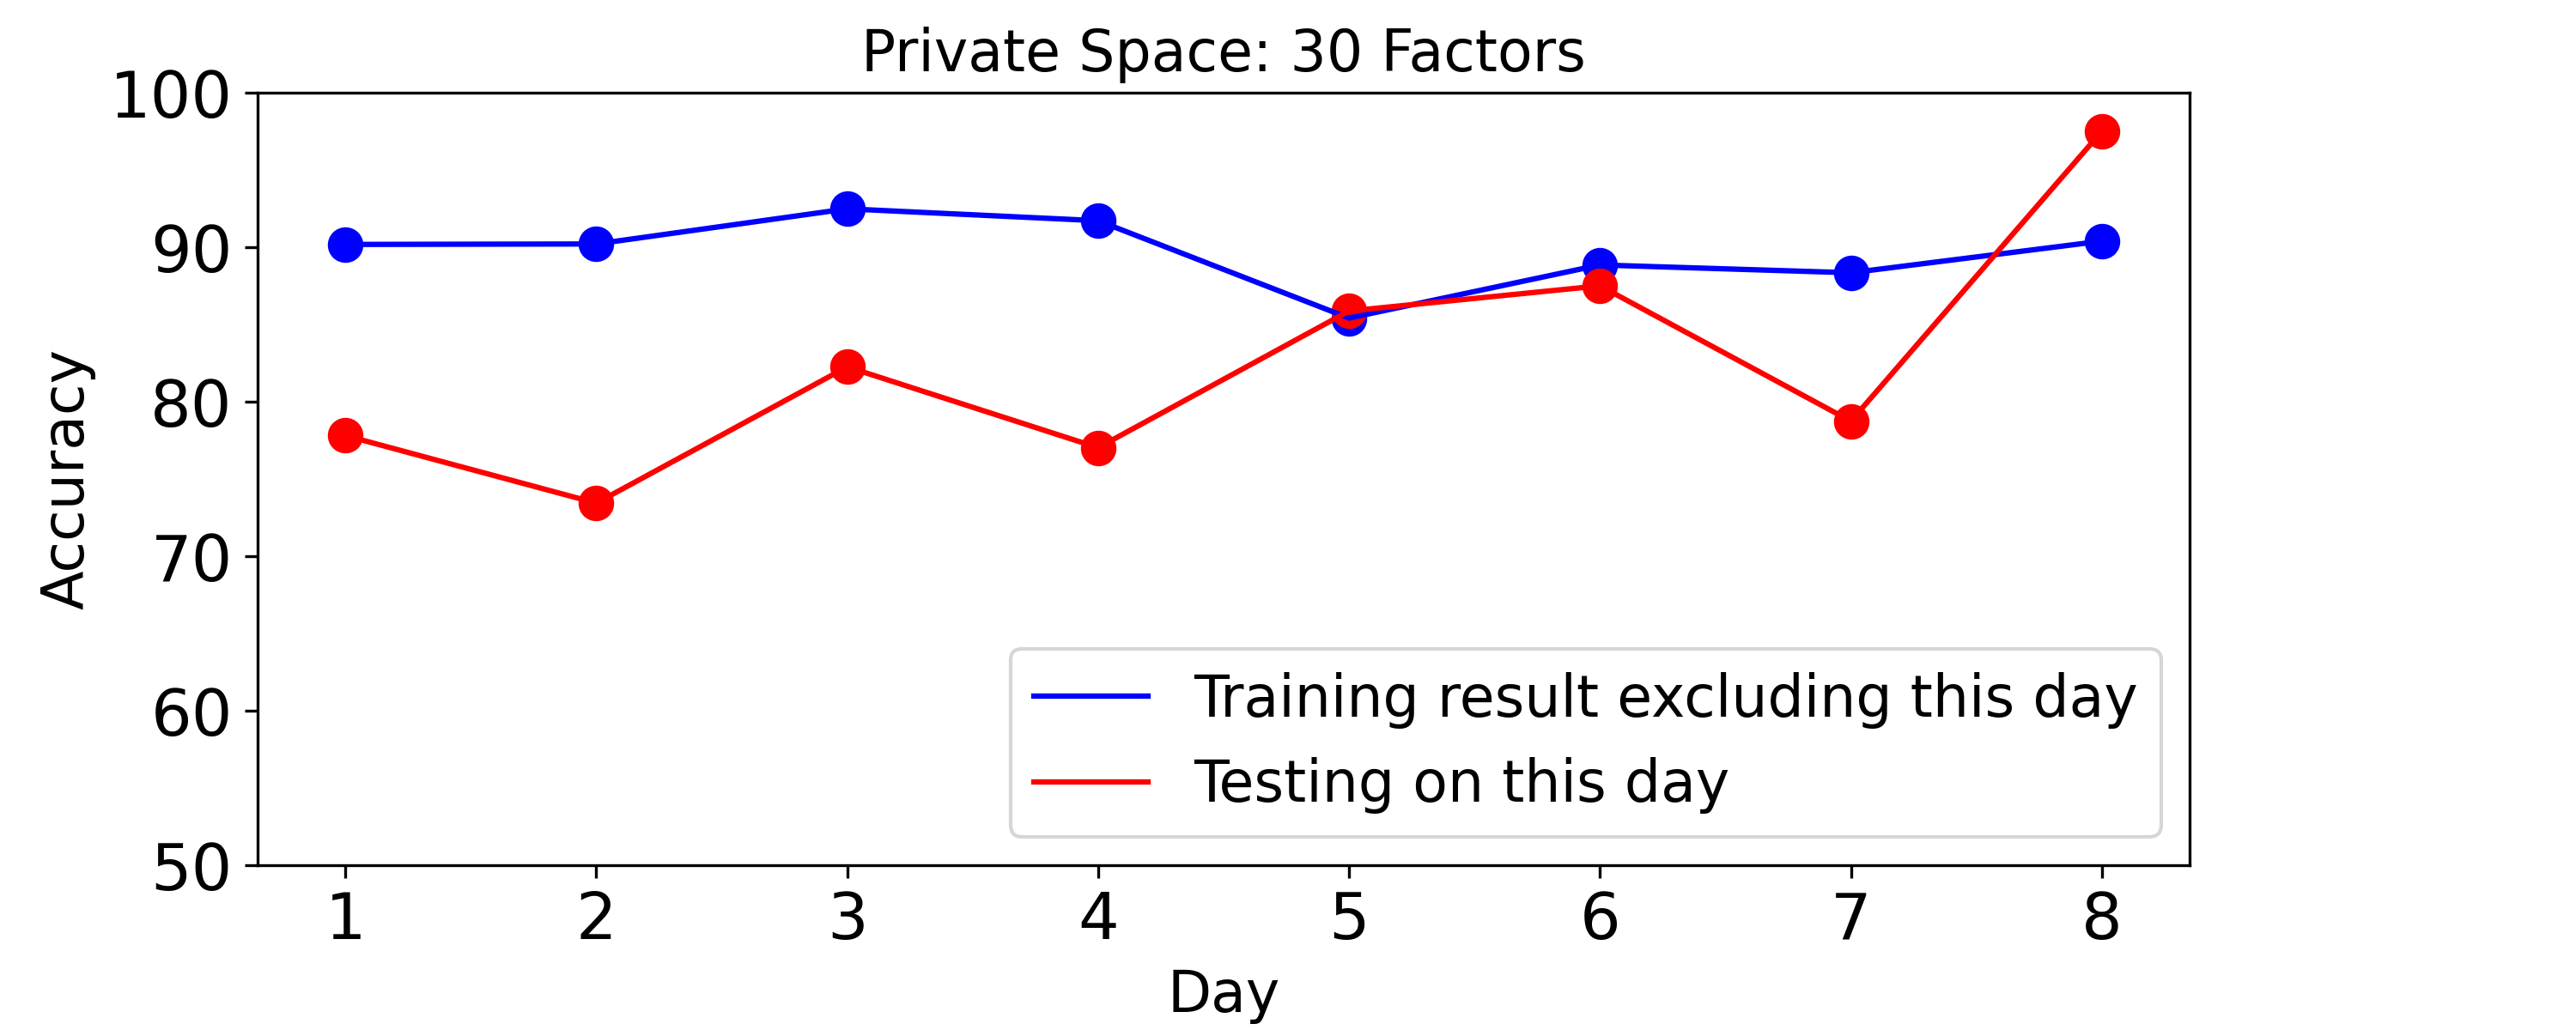 Private Space: 30 Factors
100
90
80
70
60
50
Accuracy
Training result excluding this day
Testing on this day
1 2 3 4 5 6 7 8
Day